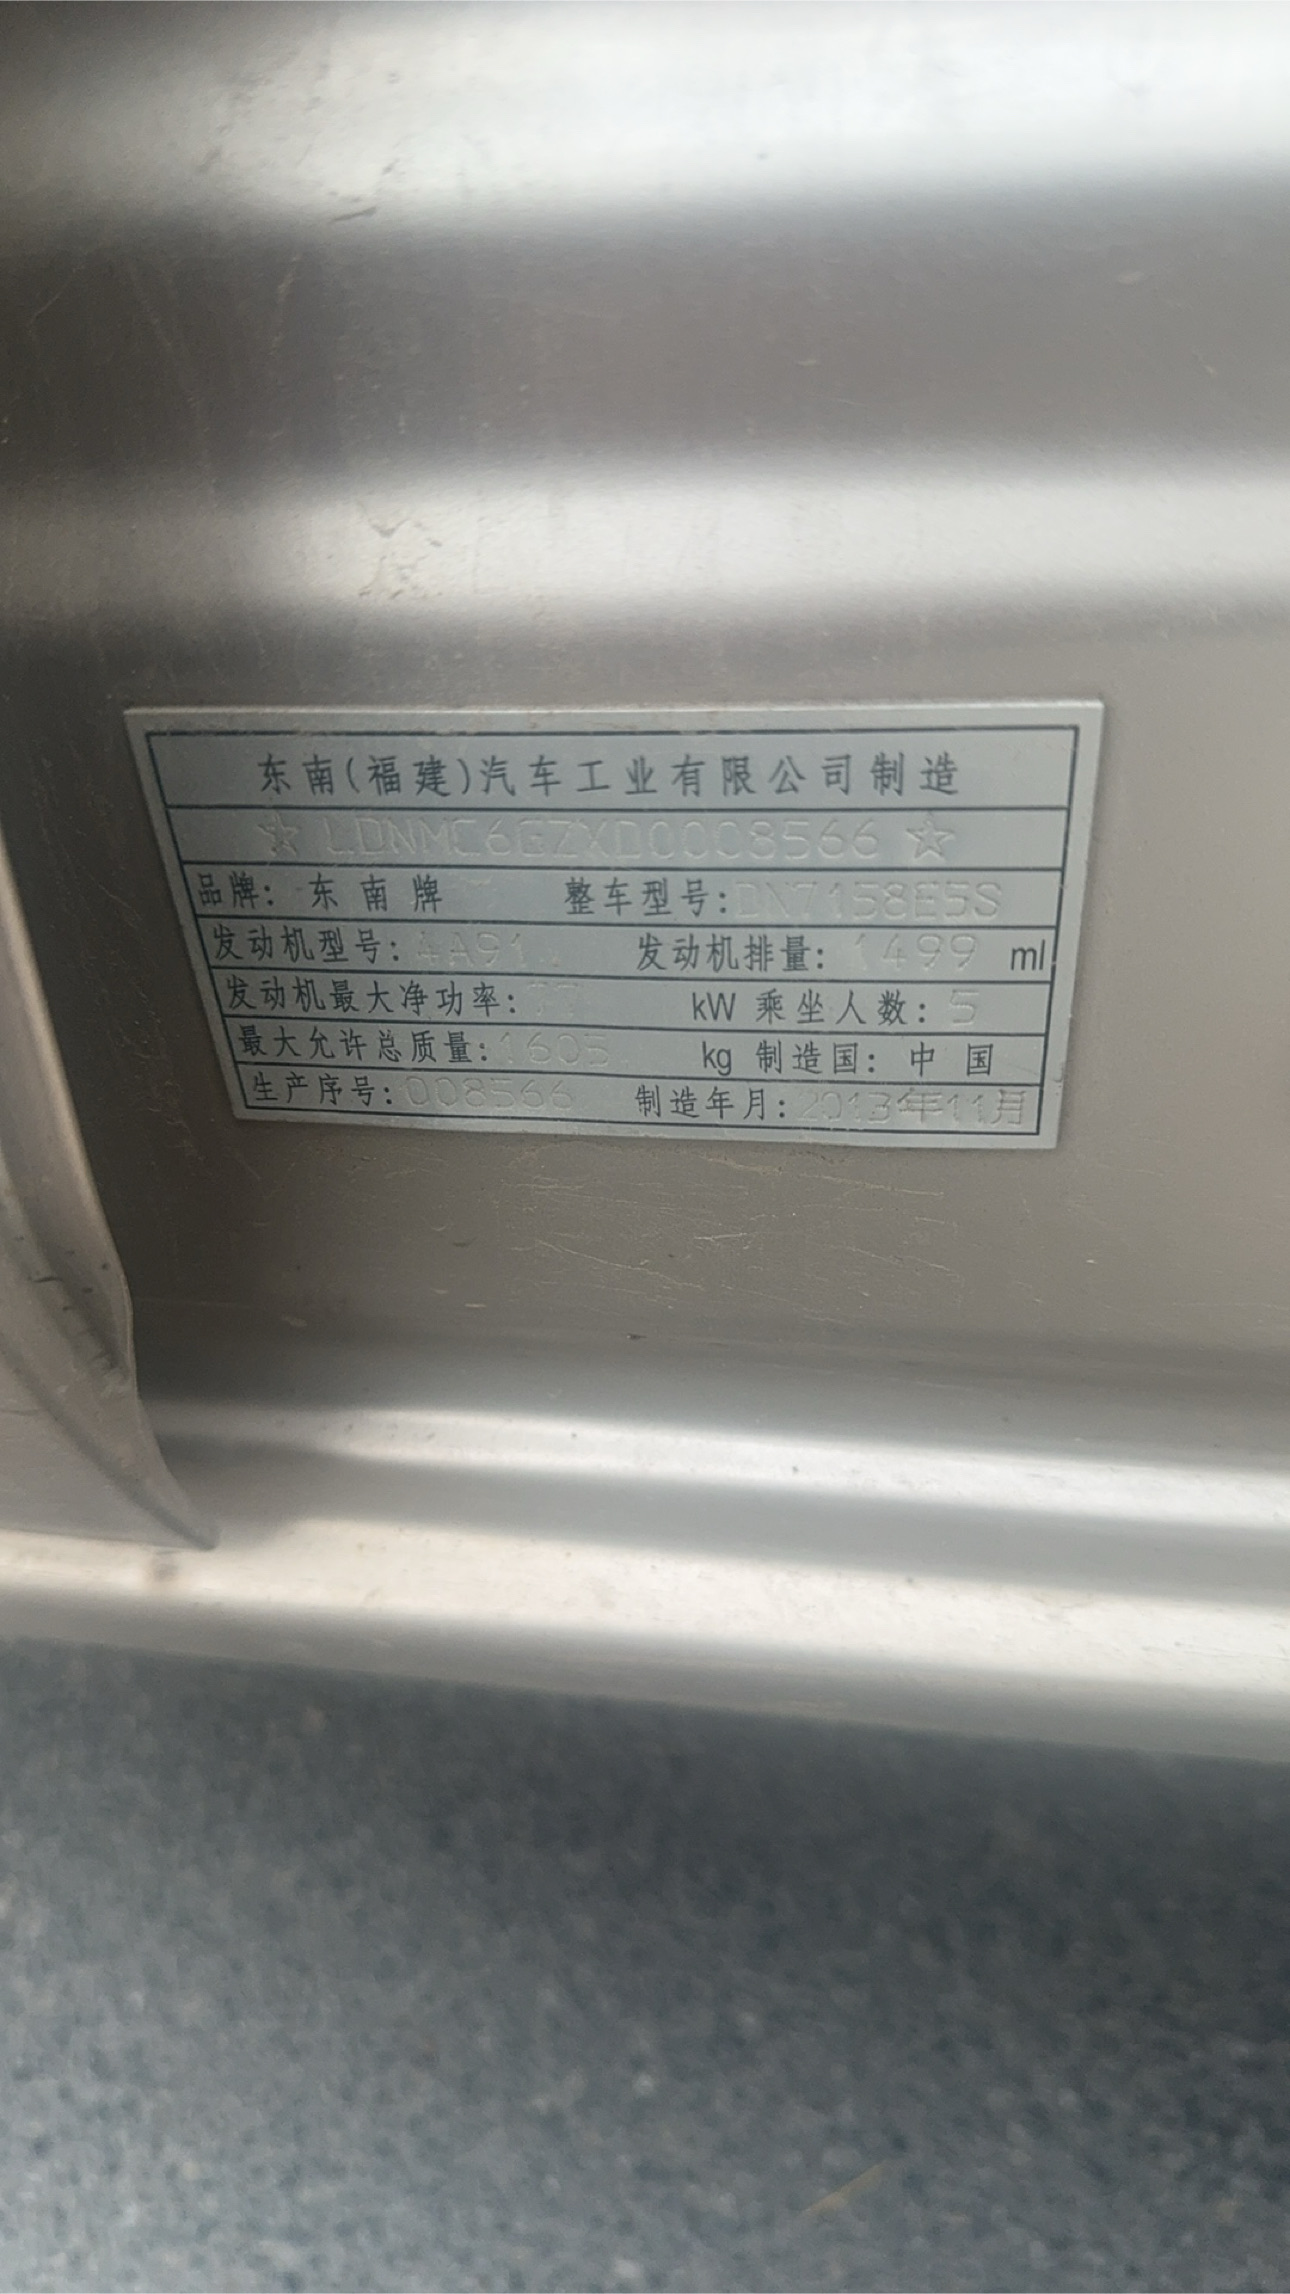 东南(福建)汽车工业有限公司制造
☆ LDNMC6GZXD0008566 ☆
品牌: 东南牌 整车型号: DN7158E5S
发动机型号: 4A91 发动机排量: 1499 ml
发动机最大净功率: 77 kW 乘坐人数: 5
最大允许总质量: 1605 kg 制造国: 中国
生产序号: 008566 制造年月: 2013年11月